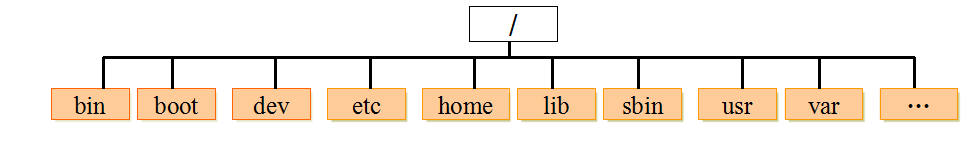 /
bin boot dev etc home lib sbin usr var ...